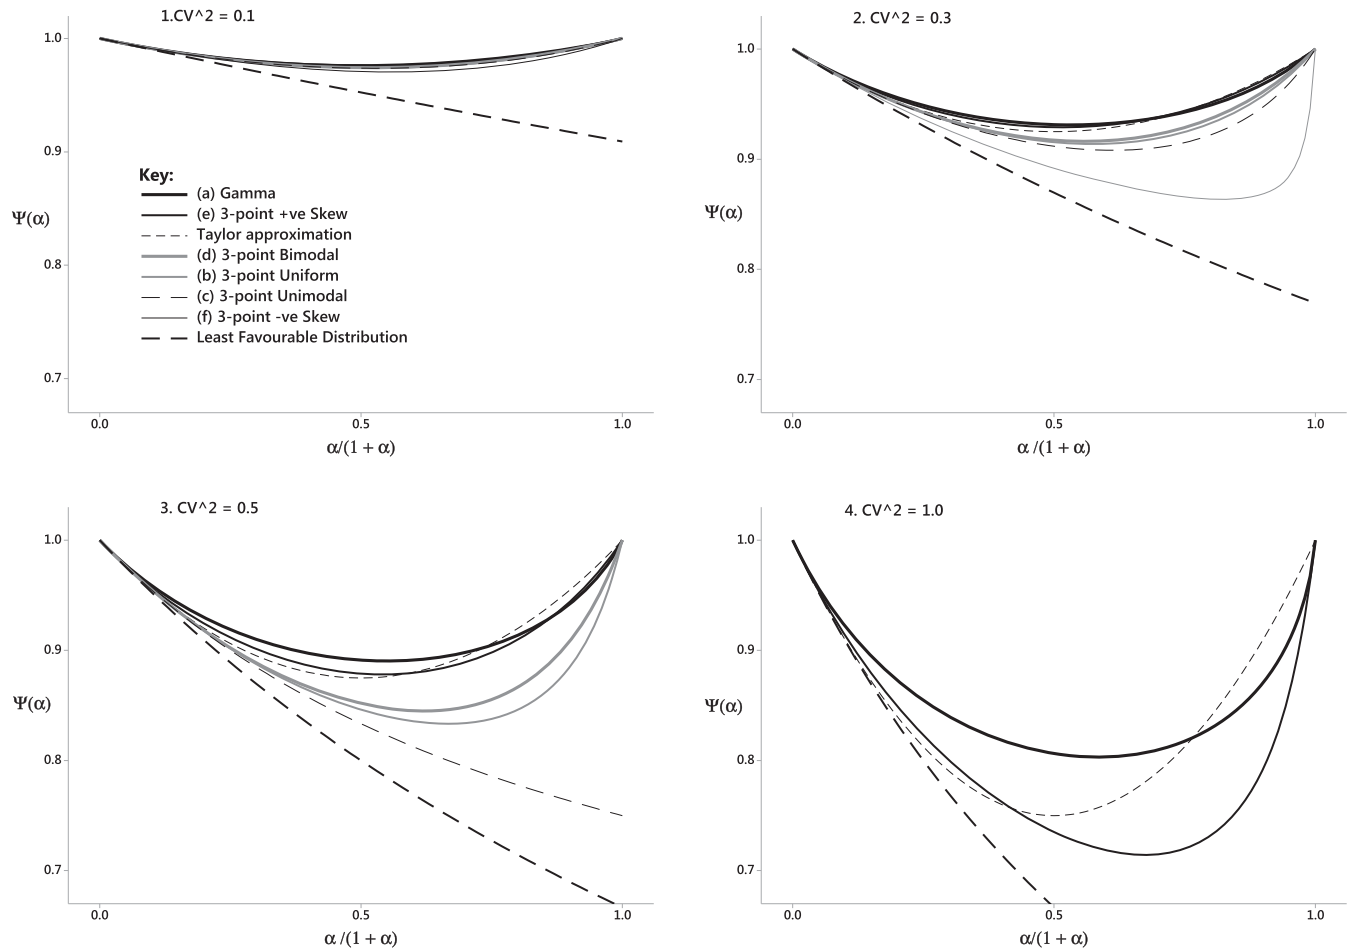 1.CV^2 = 0.1
1.0
0.9
0.8
0.7
Ψ(α)
Key:
(a) Gamma
(e) 3-point +ve Skew
Taylor approximation
(d) 3-point Bimodal
(b) 3-point Uniform
(c) 3-point Unimodal
(f) 3-point -ve Skew
Least Favourable Distribution
0.0 0.5 1.0
α/(1 + α)
2. CV^2 = 0.3
1.0
0.9
Ψ(α)
0.8
0.7
0.0 0.5 1.0
α /(1 + α)
3. CV^2 = 0.5
1.0
0.9
Ψ(α)
0.8
0.7
0.0 0.5 1.0
α /(1 + α)
4. CV^2 = 1.0
1.0
0.9
Ψ(α)
0.8
0.7
0.0 0.5 1.0
α/(1 + α)